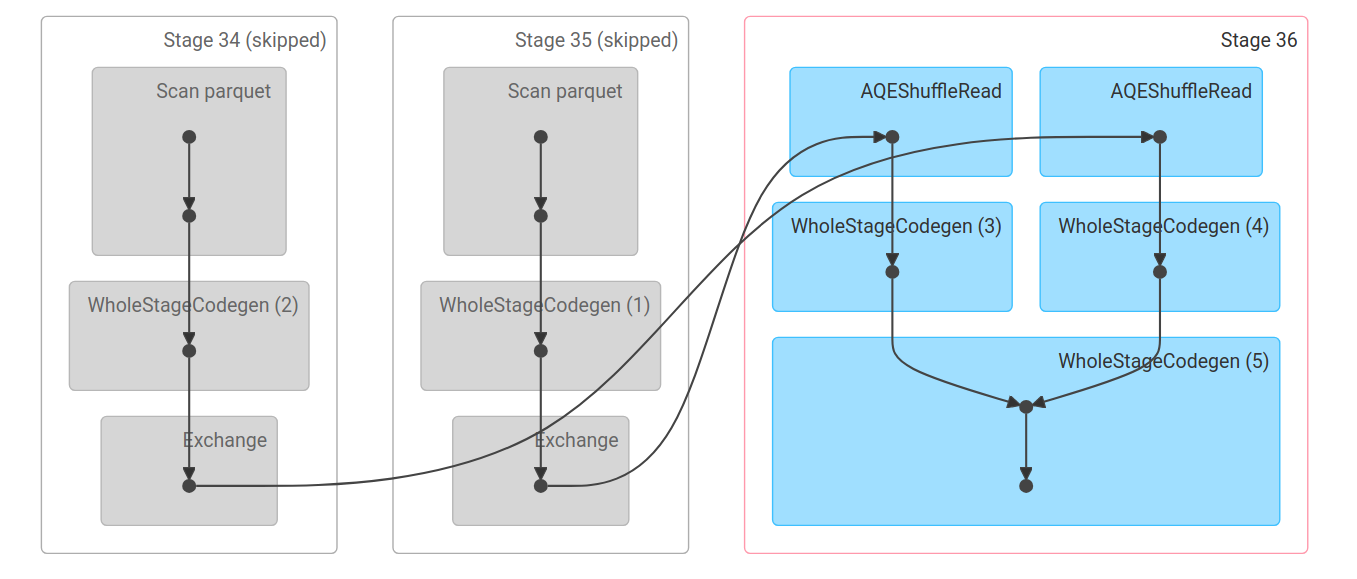 Stage 34 (skipped)
Scan parquet
WholeStageCodegen (2)
Exchange
Stage 35 (skipped)
Scan parquet
WholeStageCodegen (1)
Exchange
Stage 36
AQEShuffleRead
AQEShuffleRead
WholeStageCodegen (3)
WholeStageCodegen (4)
WholeStageCodegen (5)